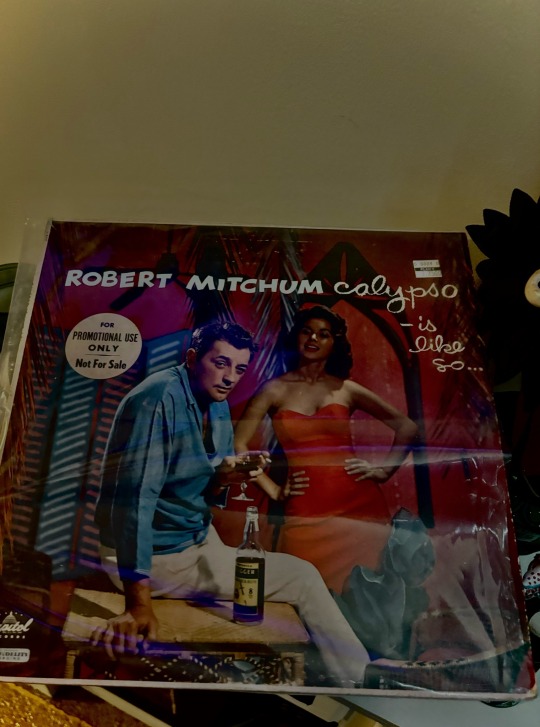 ROBERT MITCHUM calypso
-is
like
so...
FOR
PROMOTIONAL USE
ONLY
Not For Sale